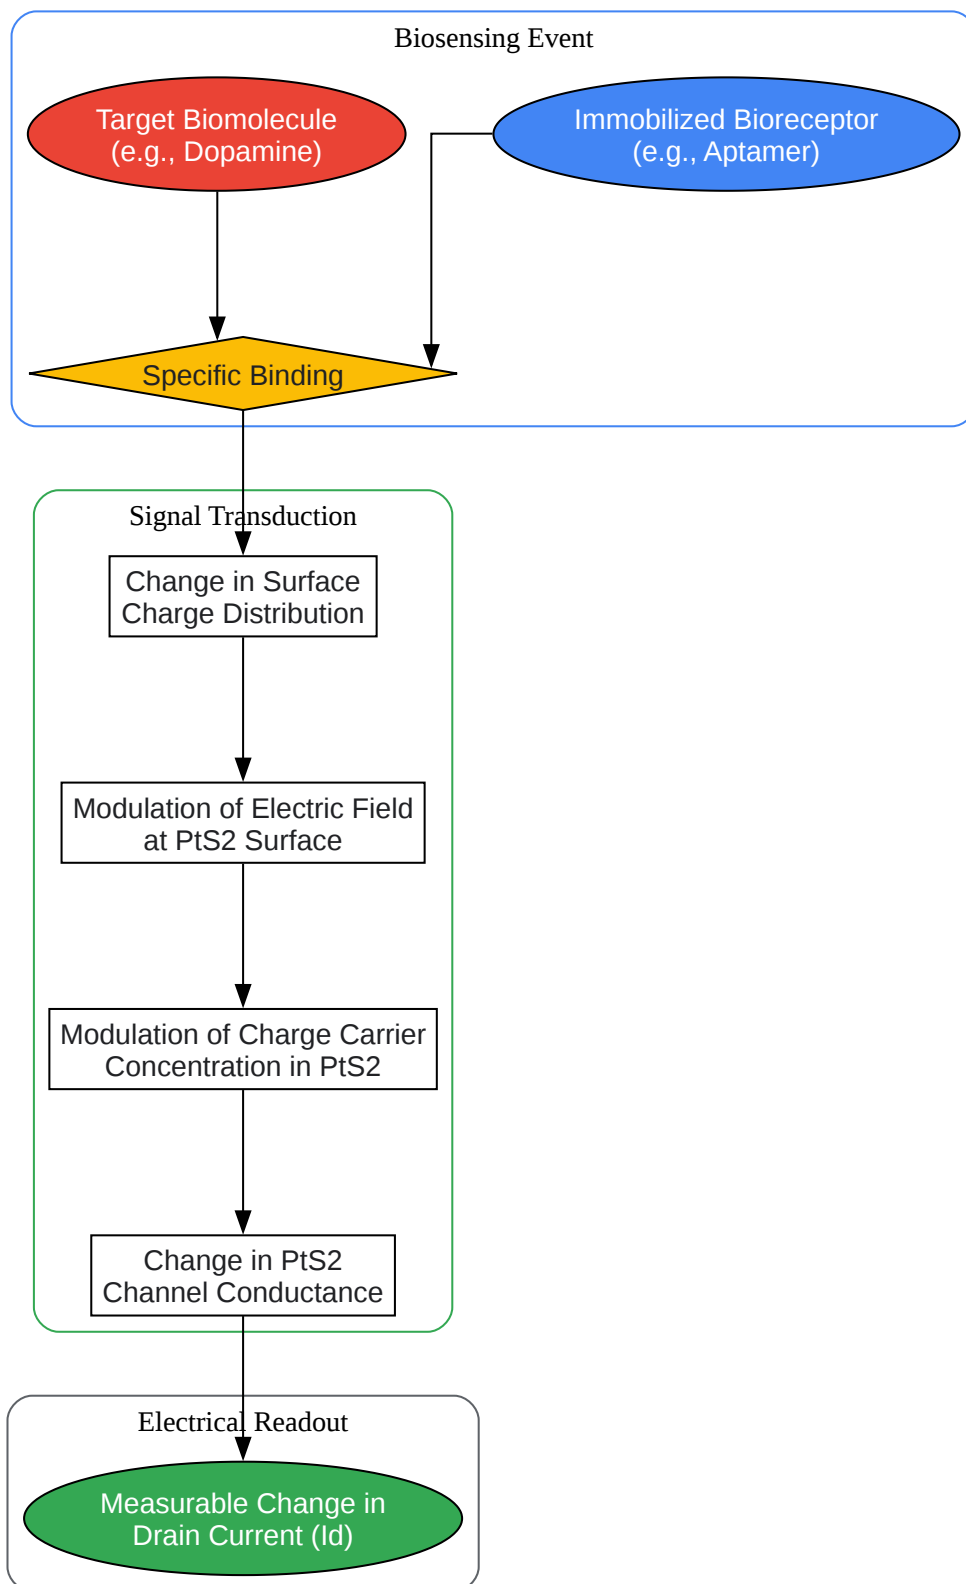 Biosensing Event
Target Biomolecule
(e.g., Dopamine)
Immobilized Bioreceptor
(e.g., Aptamer)
Specific Binding
Signal Transduction
Change in Surface
Charge Distribution
Modulation of Electric Field
at PtS2 Surface
Modulation of Charge Carrier
Concentration in PtS2
Change in PtS2
Channel Conductance
Electrical Readout
Measurable Change in
Drain Current (Id)